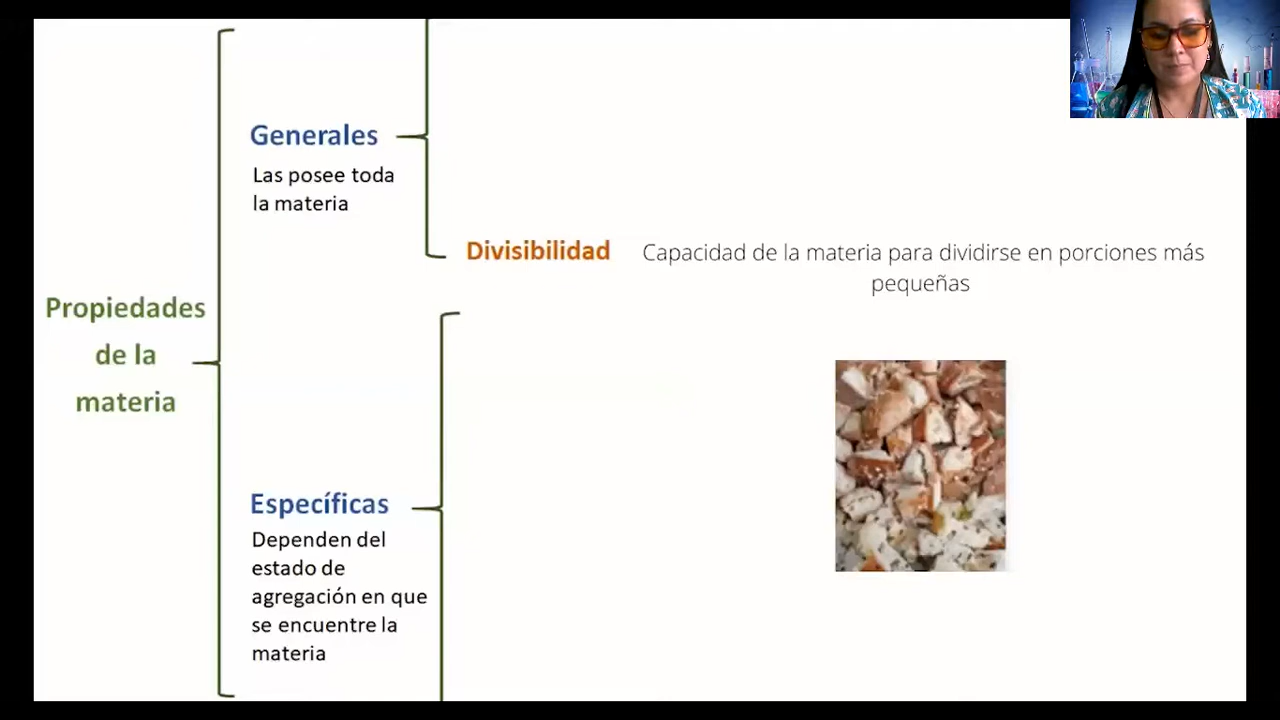 Propiedades
de la
materia
Generales
Las posee toda
la materia
Divisibilidad
Capacidad de la materia para dividirse en porciones más
pequeñas
Específicas
Dependen del
estado de
agregación en que
se encuentre la
materia